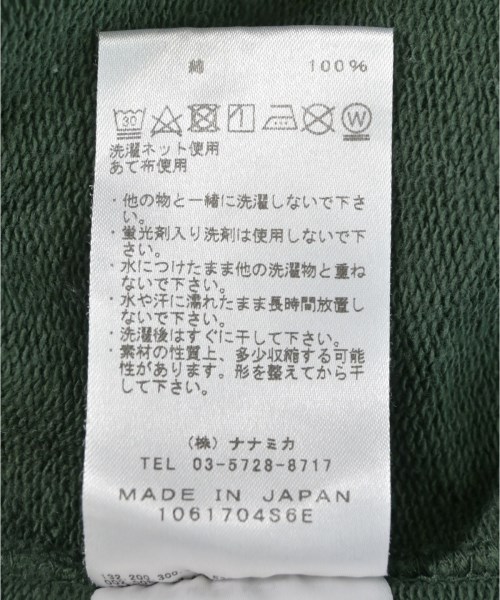 綿 100%
30 W
洗濯ネット使用
あて布使用
・他の物と一緒に洗濯しないで下さ
い。
・蛍光剤入り洗剤は使用しないで下
さい。
・水につけたまま他の洗濯物と重ね
ないで下さい。
・水や汗に濡れたまま長時間放置し
ないで下さい。
・洗濯後はすぐに干して下さい。
・素材の性質上、多少収縮する可能
性があります。形を整えてから干
して下さい。
(株) ナナミカ
TEL 03-5728-8717
MADE IN JAPAN
1061704S6E
132 200 300